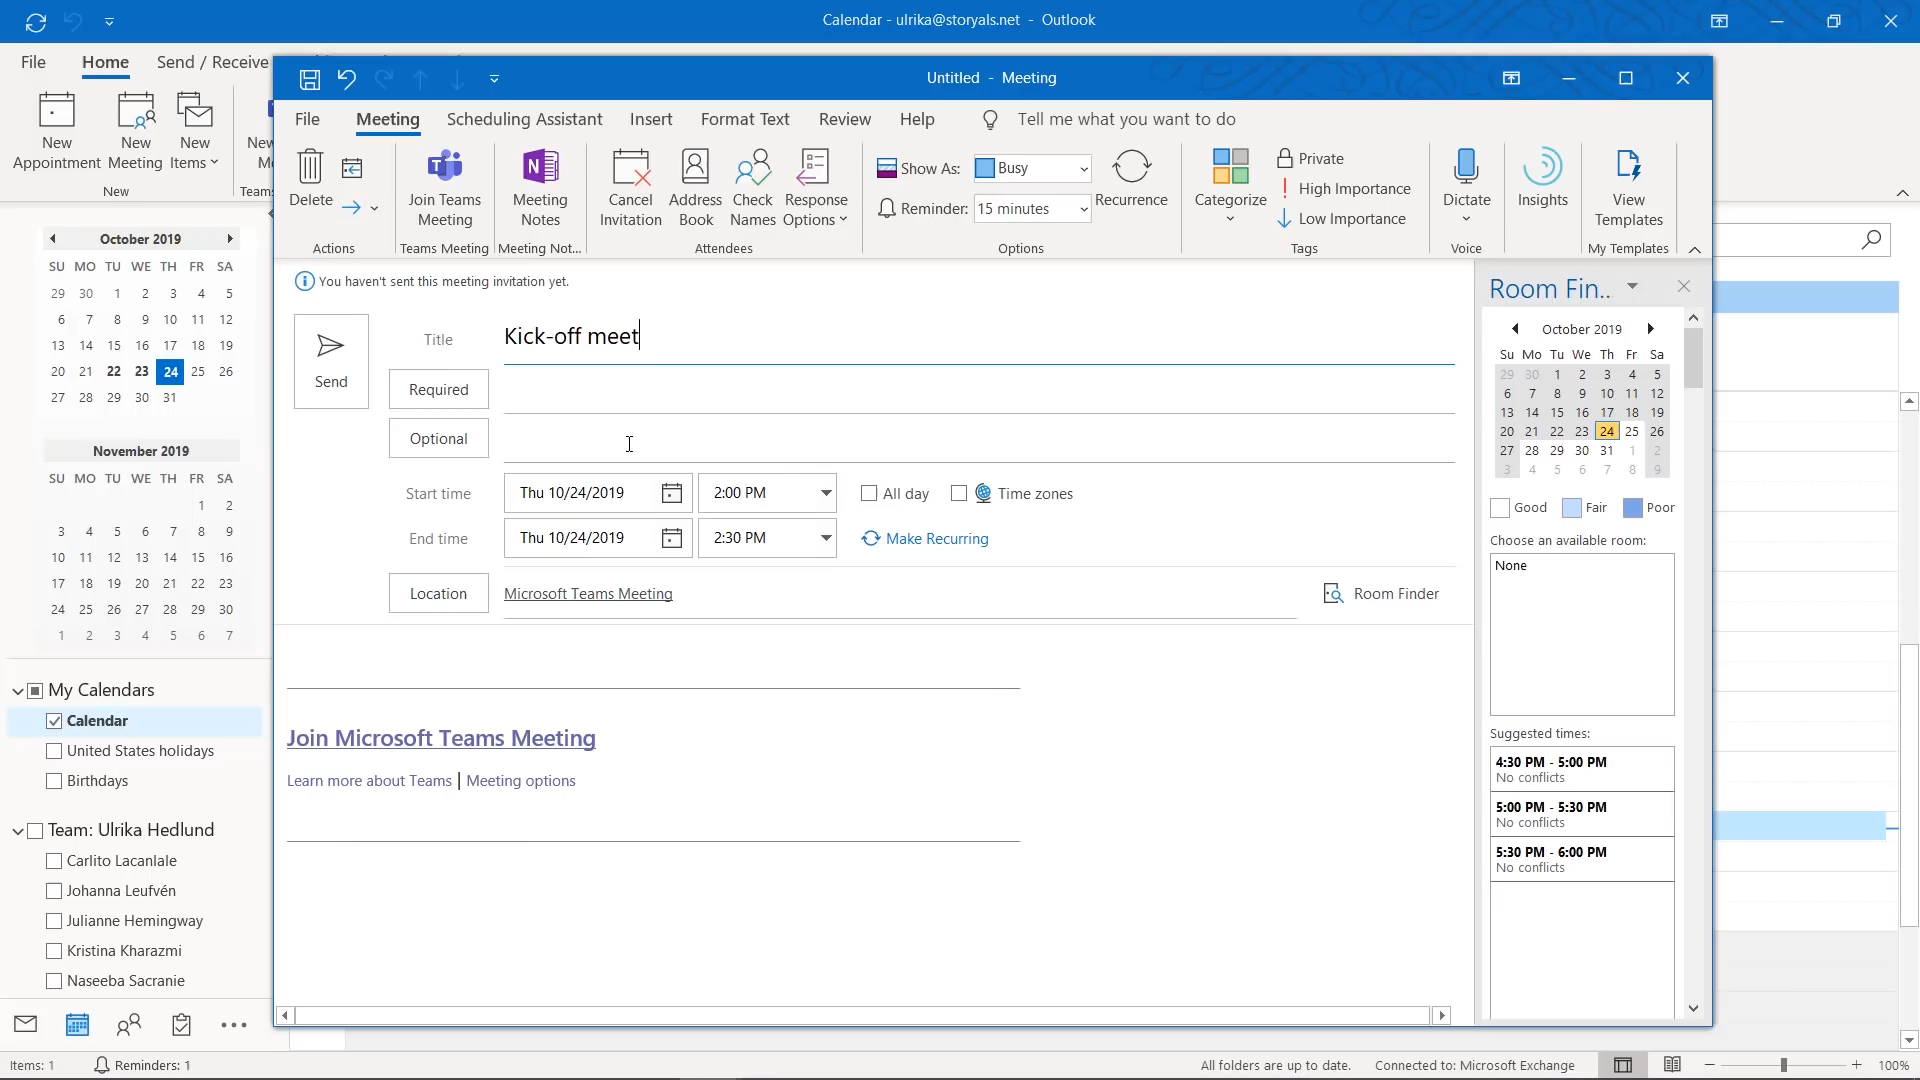 Calendar - ulrika@storyals.net - Outlook
File Home Send / Receive
New Appointment
New Meeting
New Items
New
Untitled - Meeting
File Meeting Scheduling Assistant Insert Format Text Review Help Tell me what you want to do
Delete
Actions
Join Teams Meeting
Teams Meeting
Meeting Notes
Meeting Not...
Cancel Invitation
Address Book
Check Names
Response Options
Attendees
Show As: Busy
Reminder: 15 minutes
Recurrence
Options
Categorize
Private
High Importance
Low Importance
Tags
Dictate
Voice
Insights
View Templates
My Templates
You haven't sent this meeting invitation yet.
Send
Title Kick-off meet
Required
Optional
Start time Thu 10/24/2019 2:00 PM All day Time zones
End time Thu 10/24/2019 2:30 PM Make Recurring
Location Microsoft Teams Meeting Room Finder
Join Microsoft Teams Meeting
Learn more about Teams | Meeting options
Room Fin..
October 2019
Su Mo Tu We Th Fr Sa
29 30 1 2 3 4 5
6 7 8 9 10 11 12
13 14 15 16 17 18 19
20 21 22 23 24 25 26
27 28 29 30 31 1 2
3 4 5 6 7 8 9
Good Fair Poor
Choose an available room:
None
Suggested times:
4:30 PM - 5:00 PM
No conflicts
5:00 PM - 5:30 PM
No conflicts
5:30 PM - 6:00 PM
No conflicts
October 2019
SU MO TU WE TH FR SA
29 30 1 2 3 4 5
6 7 8 9 10 11 12
13 14 15 16 17 18 19
20 21 22 23 24 25 26
27 28 29 30 31
November 2019
SU MO TU WE TH FR SA
1 2
3 4 5 6 7 8 9
10 11 12 13 14 15 16
17 18 19 20 21 22 23
24 25 26 27 28 29 30
1 2 3 4 5 6 7
My Calendars
Calendar
United States holidays
Birthdays
Team: Ulrika Hedlund
Carlito Lacanlale
Johanna Leufvén
Julianne Hemingway
Kristina Kharazmi
Naseeba Sacranie
Items: 1 Reminders: 1 All folders are up to date. Connected to: Microsoft Exchange 100%